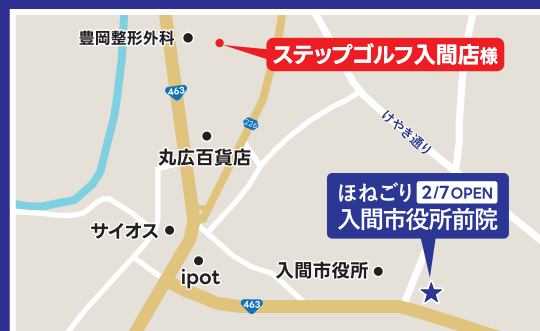 豊岡整形外科
ステップゴルフ入間店様
463
226
けやき通り
丸広百貨店
ほねごり 2/7 OPEN
入間市役所前院
サイオス
ipot
入間市役所
463